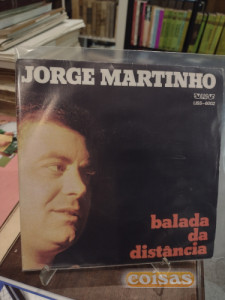 JORGE MARTINHO
balada
da
distância
coisas